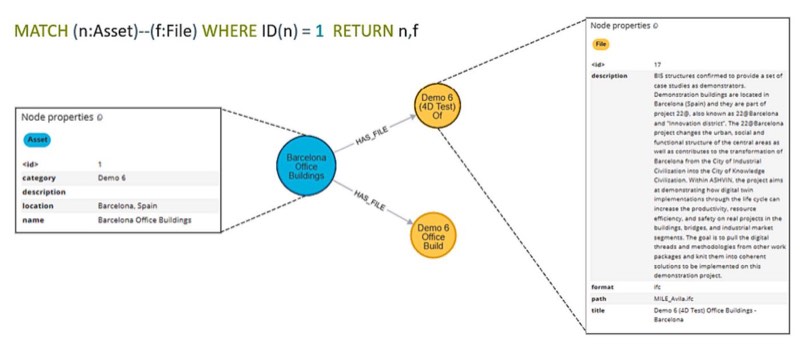 MATCH (n:Asset)--(f:File) WHERE ID(n) = 1 RETURN n,f
Node properties
Asset
<id> 1
category Demo 6
description
location Barcelona, Spain
name Barcelona Office Buildings
Barcelona
Office
Buildings
HAS_FILE
HAS_FILE
Demo 6
(4D Test)
Of
Demo 6
Office
Build
Node properties
File
<id> 17
description BIS structures confirmed to provide a set of
case studies as demonstrators.
Demonstration buildings are located in
Barcelona (Spain) and they are part of
project 22@, also known as 22@Barcelona
and "innovation district". The 22@Barcelona
project changes the urban, social and
functional structure of the central areas as
well as contributes to the transformation of
Barcelona from the City of Industrial
Civilization into the City of Knowledge
Civilization. Within ASHVIN, the project aims
at demonstrating how digital twin
implementations through the life cycle can
increase the productivity, resource
efficiency, and safety on real projects in the
buildings, bridges, and industrial market
segments. The goal is to pull the digital
threads and methodologies from other work
packages and knit them into coherent
solutions to be implemented on this
demonstration project.
format ifc
path MILE_Avila.ifc
title Demo 6 (4D Test) Office Buildings -
Barcelona